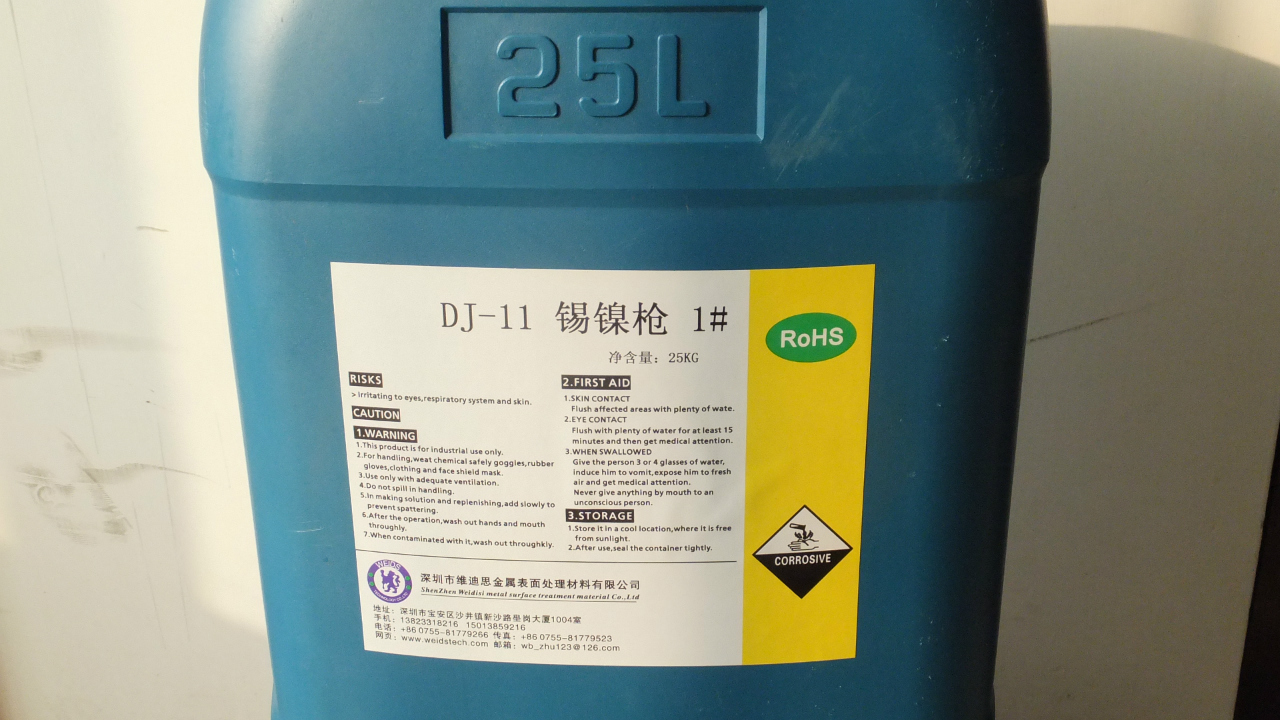 25L
DJ-11 锡镍枪 1#
净含量：25KG
RoHS
RISKS
> irritating to eyes,respiratory system and skin.
CAUTION
1.WARNING
1.This product is for industrial use only.
2.For handling,weat chemical safely goggles,rubber
gloves,clothing and face shield mask.
3.Use only with adequate ventilation.
4.Do not spill in handling.
5.In making solution and replenishing,add slowly to
prevent spattering.
6.After the operation,wash out hands and mouth
throughly.
7.When contaminated with it,wash out throughkly.
2.FIRST AID
1.SKIN CONTACT
Flush affected areas with plenty of wate.
2.EYE CONTACT
Flush with plenty of water for at least 15
minutes and then get medical attention.
3.WHEN SWALLOWED
Give the person 3 or 4 glasses of water,
induce him to vomit,expose him to fresh
air and get medical attention.
Never give anything by mouth to an
unconscious person.
3.STORAGE
1.Store it in a cool location,where It is free
from sunlight.
2.After use,seal the container tightly.
CORROSIVE
WEIDS
深圳市维迪思金属表面处理材料有限公司
ShenZhen Weidisi metal surface treatment material Co.,Ltd
地址：深圳市宝安区沙井镇新沙路壆岗大厦1004室
手机：13823318216 15013859216
电话：+86 0755-81779266 传真：+86 0755-81779523
网页：www.weidstech.com 邮箱：wb_zhu123@126.com